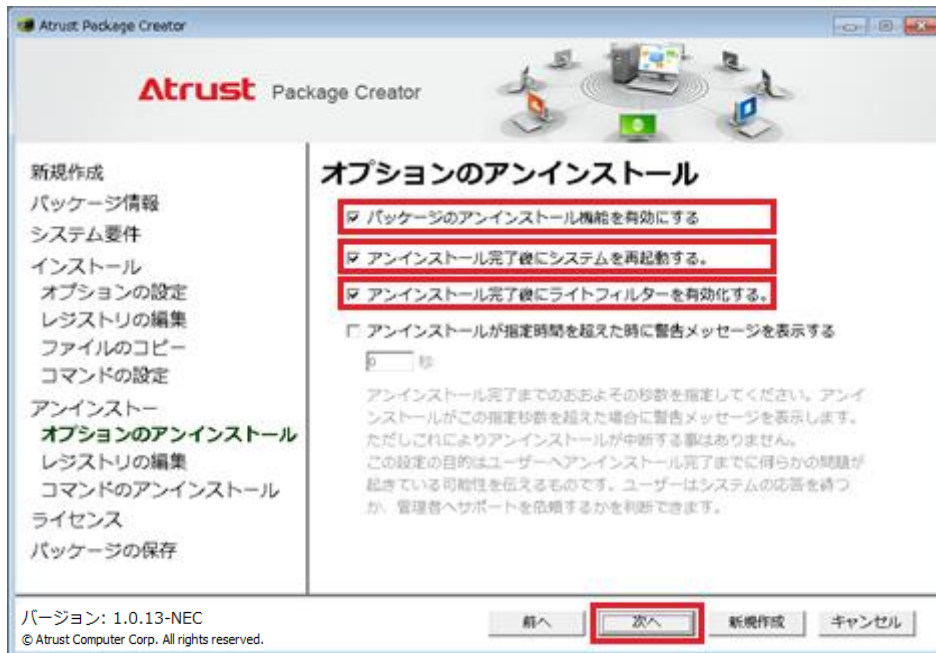 Atrust Package Creator
Atrust Package Creator
新規作成
パッケージ情報
システム要件
インストール
オプションの設定
レジストリの編集
ファイルのコピー
コマンドの設定
アンインストー
オプションのアンインストール
レジストリの編集
コマンドのアンインストール
ライセンス
パッケージの保存
オプションのアンインストール
パッケージのアンインストール機能を有効にする
アンインストール完了後にシステムを再起動する。
アンインストール完了後にライトフィルターを有効化する。
アンインストールが指定時間を超えた時に警告メッセージを表示する
0 秒
アンインストール完了までのおおよその秒数を指定してください。アンイ
ンストールがこの指定秒数を超えた場合に警告メッセージを表示します。
ただしこれによりアンインストールが中断する事はありません。
この設定の目的はユーザーへアンインストール完了までに何らかの問題が
起きている可能性を伝えるものです。ユーザーはシステムの応答を待つ
か、管理者へサポートを依頼するかを判断できます。
バージョン: 1.0.13-NEC
© Atrust Computer Corp. All rights reserved.
前へ
次へ
新規作成
キャンセル